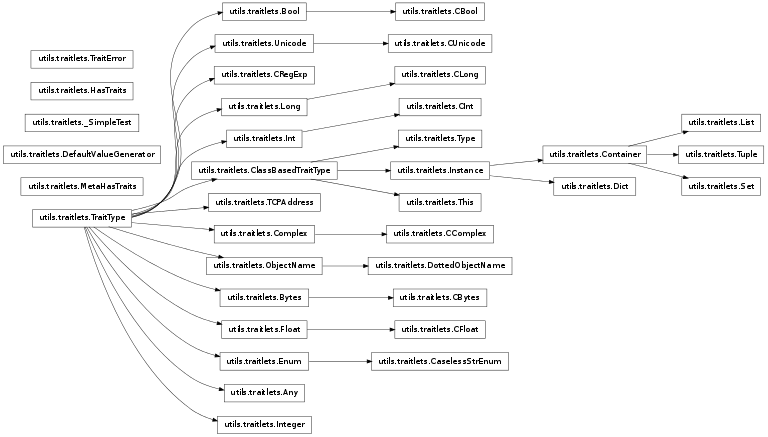 utils.traitlets.Bool
utils.traitlets.CBool
utils.traitlets.Unicode
utils.traitlets.CUnicode
utils.traitlets.TraitError
utils.traitlets.CRegExp
utils.traitlets.CLong
utils.traitlets.HasTraits
utils.traitlets.Long
utils.traitlets.CInt
utils.traitlets._SimpleTest
utils.traitlets.List
utils.traitlets.Int
utils.traitlets.Type
utils.traitlets.DefaultValueGenerator
utils.traitlets.Container
utils.traitlets.Tuple
utils.traitlets.ClassBasedTraitType
utils.traitlets.Instance
utils.traitlets.MetaHasTraits
utils.traitlets.Dict
utils.traitlets.Set
utils.traitlets.TCPAddress
utils.traitlets.This
utils.traitlets.TraitType
utils.traitlets.Complex
utils.traitlets.CComplex
utils.traitlets.ObjectName
utils.traitlets.DottedObjectName
utils.traitlets.Bytes
utils.traitlets.CBytes
utils.traitlets.Float
utils.traitlets.CFloat
utils.traitlets.Enum
utils.traitlets.CaselessStrEnum
utils.traitlets.Any
utils.traitlets.Integer